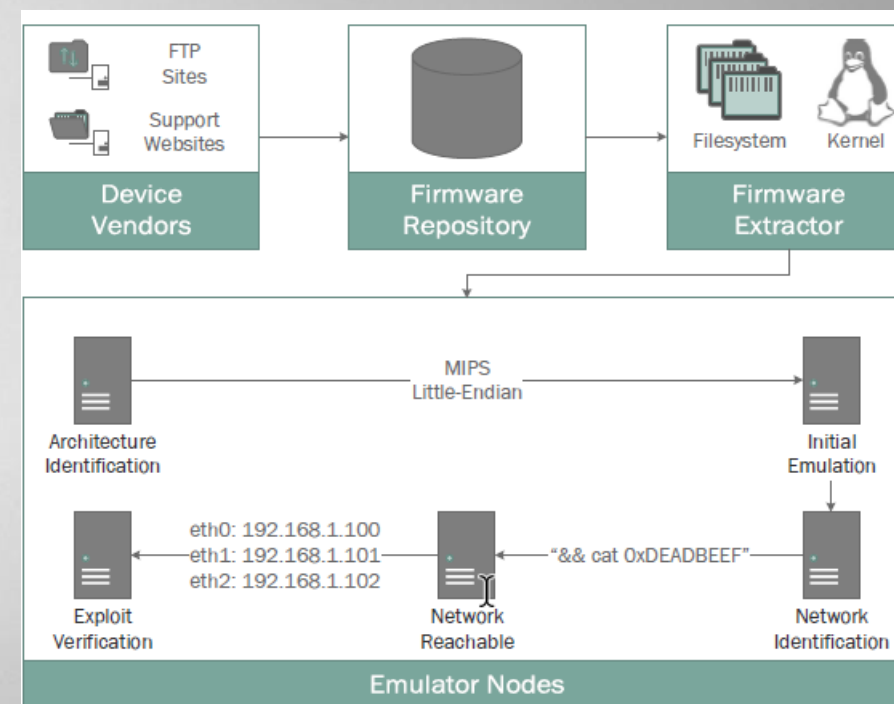 FTP
Sites
Support
Websites
Device
Vendors
Firmware
Repository
Filesystem
Kernel
Firmware
Extractor
MIPS
Little-Endian
Architecture
Identification
Initial
Emulation
eth0: 192.168.1.100
eth1: 192.168.1.101
eth2: 192.168.1.102
“&& cat 0xDEADBEEF”
Exploit
Verification
Network
Reachable
Network
Identification
Emulator Nodes